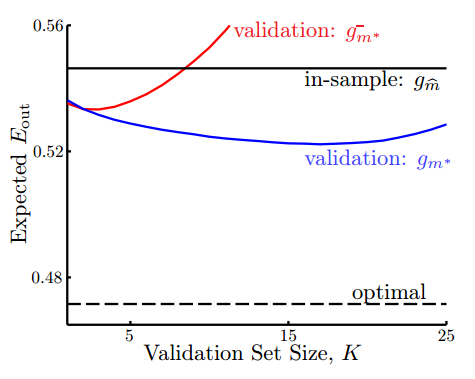 0.56
validation: g⁻ₘ*
in-sample: gₘ̂
0.52
validation: gₘ*
Expected E_out
0.48
optimal
5
15
25
Validation Set Size, K